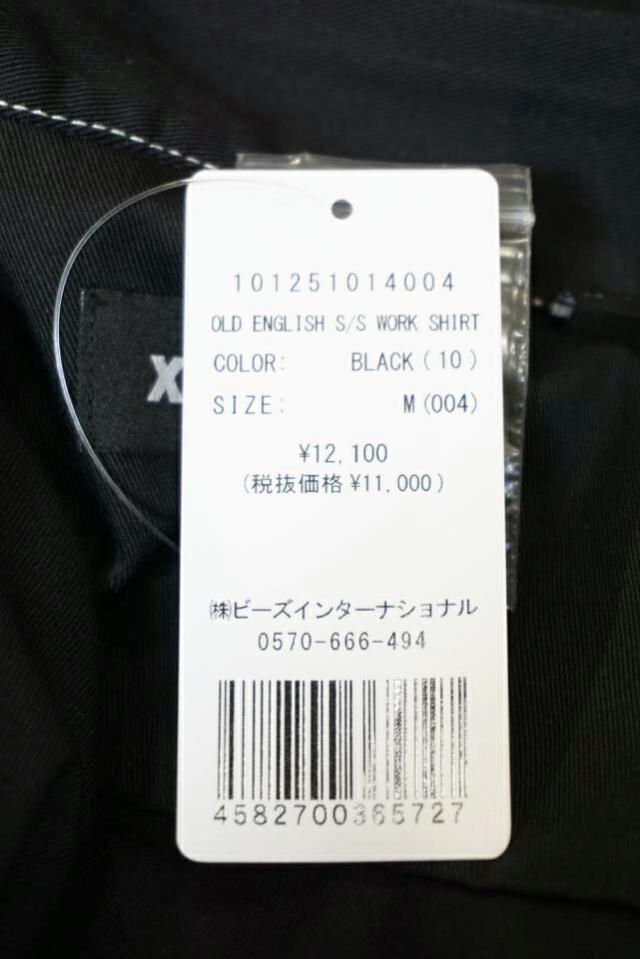 101251014004
OLD ENGLISH S/S WORK SHIRT
COLOR: BLACK(10)
SIZE: M(004)
¥12,100
(税抜価格¥11,000)
㈱ビーズインターナショナル
0570-666-494
4582700365727